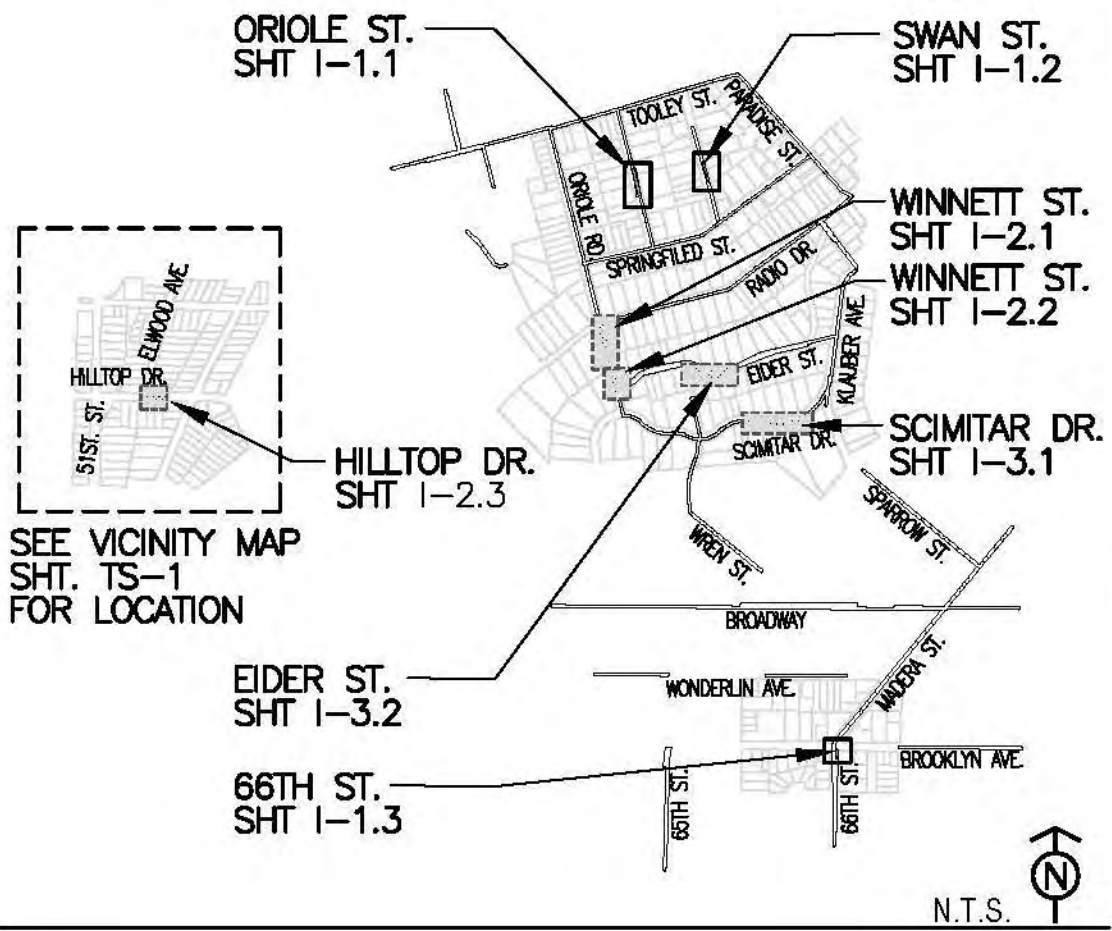 ORIOLE ST.
SHT I-1.1
SWAN ST.
SHT I-1.2
TOOLEY ST.
PARADISE ST.
ORIOLE RD.
WINNETT ST.
SHT I-2.1
SPRINGFILED ST.
RADIO DR.
WINNETT ST.
SHT I-2.2
ELWOOD AVE.
HILLTOP DR.
51ST. ST.
EIDER ST.
KLAUBER AVE.
SCIMITAR DR.
SHT I-3.1
SCIMITAR DR.
HILLTOP DR.
SHT I-2.3
SEE VICINITY MAP
SHT. TS-1
FOR LOCATION
SPARROW ST.
WREN ST.
BROADWAY
EIDER ST.
SHT I-3.2
WONDERLIN AVE.
MADERA ST.
66TH ST.
SHT I-1.3
65TH ST.
66TH ST.
BROOKLYN AVE.
N
N.T.S.